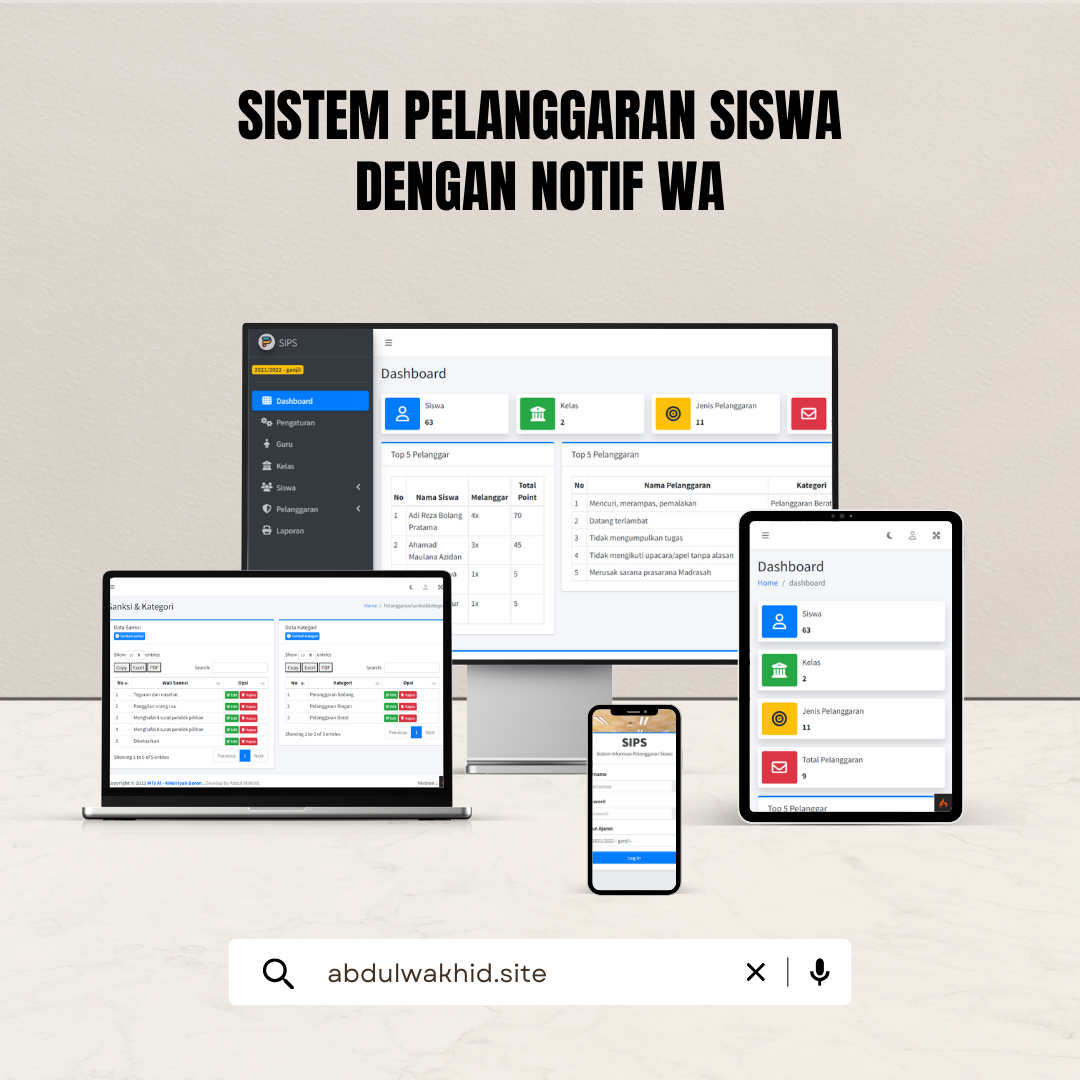 SISTEM PELANGGARAN SISWA
DENGAN NOTIF WA
SIPS
2021/2022 - ganjil
Dashboard
Pengaturan
Guru
Kelas
Siswa
Pelanggaran
Laporan
Dashboard
Siswa
63
Kelas
2
Jenis Pelanggaran
11
Top 5 Pelanggar
No Nama Siswa Melanggar Total Point
1 Adi Reza Bolang Pratama 4x 70
2 Ahamad Maulana Azidan 3x 45
1x 5
1x 5
Top 5 Pelanggaran
No Nama Pelanggaran Kategori
1 Mencuri, merampas, pemalakan Pelanggaran Berat
2 Datang terlambat
3 Tidak mengumpulkan tugas
4 Tidak mengikuti upacara/apel tanpa alasan
5 Merusak sarana prasarana Madrasah
Sanksi & Kategori
Home / Pelanggaran/sanksi&kategori
Data Sanksi
Tambah sanksi
Show 10 entries
Copy Excel PDF
Search:
No Wali Sanksi Opsi
1 Teguran dan nasehat Edit Hapus
2 Panggilan orang tua Edit Hapus
3 Menghafal 4 surat pendek pilihan Edit Hapus
4 Menghafal 8 surat pendek pilihan Edit Hapus
5 Dikeluarkan Edit Hapus
Showing 1 to 5 of 5 entries
Previous 1 Next
Data Kategori
Tambah kategori
Show 10 entries
Copy Excel PDF
Search:
No Kategori Opsi
1 Pelanggaran Sedang Edit Hapus
2 Pelanggaran Ringan Edit Hapus
3 Pelanggaran Berat Edit Hapus
Showing 1 to 3 of 3 entries
Previous 1 Next
opyright © 2022 MTs At - Develop by Abdul Wakhid.
Version
SIPS
Sistem Informasi Pelanggaran Siswa
rname
sword
un Ajaran
2021/2022 - ganjil--
Log In
Dashboard
Home / dashboard
Siswa
63
Kelas
2
Jenis Pelanggaran
11
Total Pelanggaran
9
Top 5 Pelanggar
abdulwakhid.site